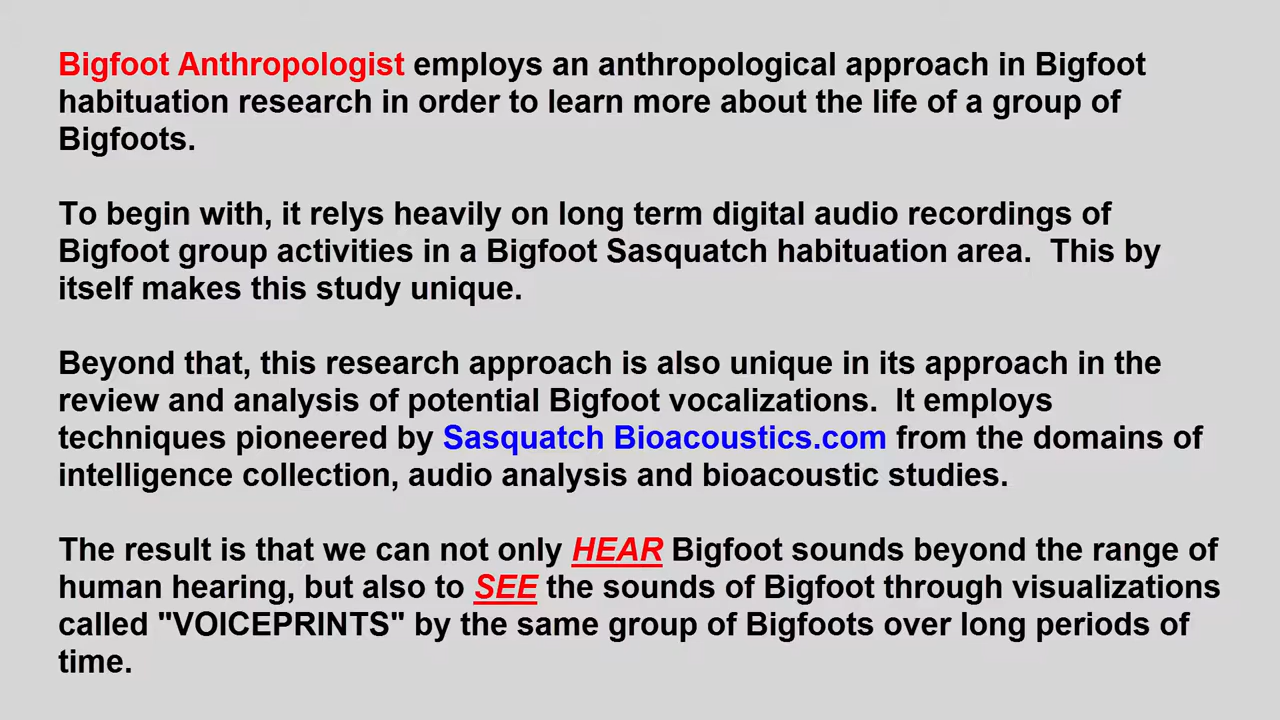 Bigfoot Anthropologist employs an anthropological approach in Bigfoot
habituation research in order to learn more about the life of a group of
Bigfoots.
To begin with, it relys heavily on long term digital audio recordings of
Bigfoot group activities in a Bigfoot Sasquatch habituation area.  This by
itself makes this study unique.
Beyond that, this research approach is also unique in its approach in the
review and analysis of potential Bigfoot vocalizations.  It employs
techniques pioneered by Sasquatch Bioacoustics.com from the domains of
intelligence collection, audio analysis and bioacoustic studies.
The result is that we can not only HEAR Bigfoot sounds beyond the range of
human hearing, but also to SEE the sounds of Bigfoot through visualizations
called "VOICEPRINTS" by the same group of Bigfoots over long periods of
time.